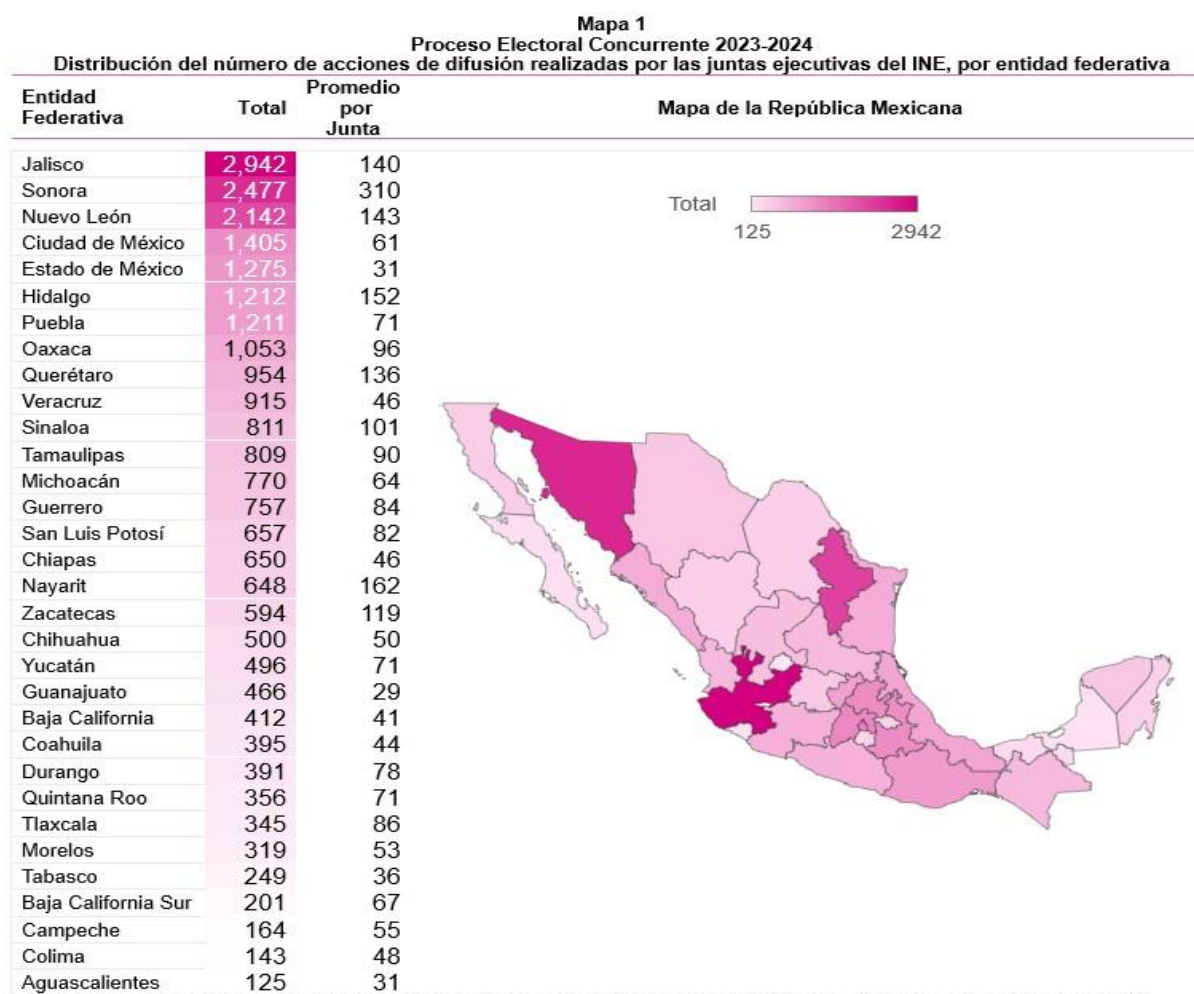 Mapa 1
Proceso Electoral Concurrente 2023-2024
Distribución del número de acciones de difusión realizadas por las juntas ejecutivas del INE, por entidad federativa
Entidad Federativa Total Promedio por Junta Mapa de la República Mexicana
Jalisco 2,942 140
Sonora 2,477 310
Nuevo León 2,142 143
Ciudad de México 1,405 61
Estado de México 1,275 31
Hidalgo 1,212 152
Puebla 1,211 71
Oaxaca 1,053 96
Querétaro 954 136
Veracruz 915 46
Sinaloa 811 101
Tamaulipas 809 90
Michoacán 770 64
Guerrero 757 84
San Luis Potosí 657 82
Chiapas 650 46
Nayarit 648 162
Zacatecas 594 119
Chihuahua 500 50
Yucatán 496 71
Guanajuato 466 29
Baja California 412 41
Coahuila 395 44
Durango 391 78
Quintana Roo 356 71
Tlaxcala 345 86
Morelos 319 53
Tabasco 249 36
Baja California Sur 201 67
Campeche 164 55
Colima 143 48
Aguascalientes 125 31
Total
125 2942